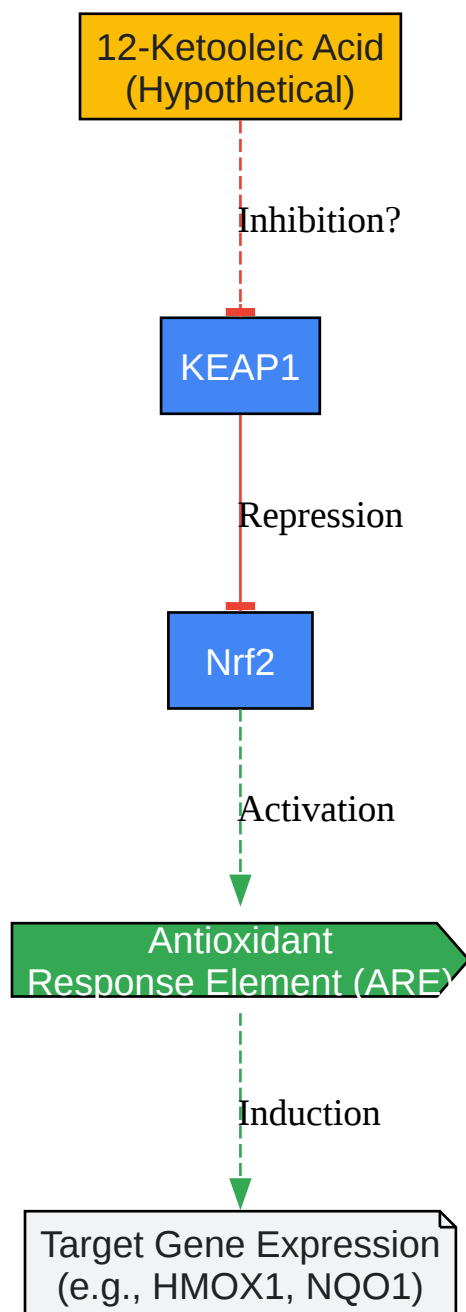 12-Ketooleic Acid
(Hypothetical)
Inhibition?
KEAP1
Repression
Nrf2
Activation
Antioxidant
Response Element (ARE)
Induction
Target Gene Expression
(e.g., HMOX1, NQO1)